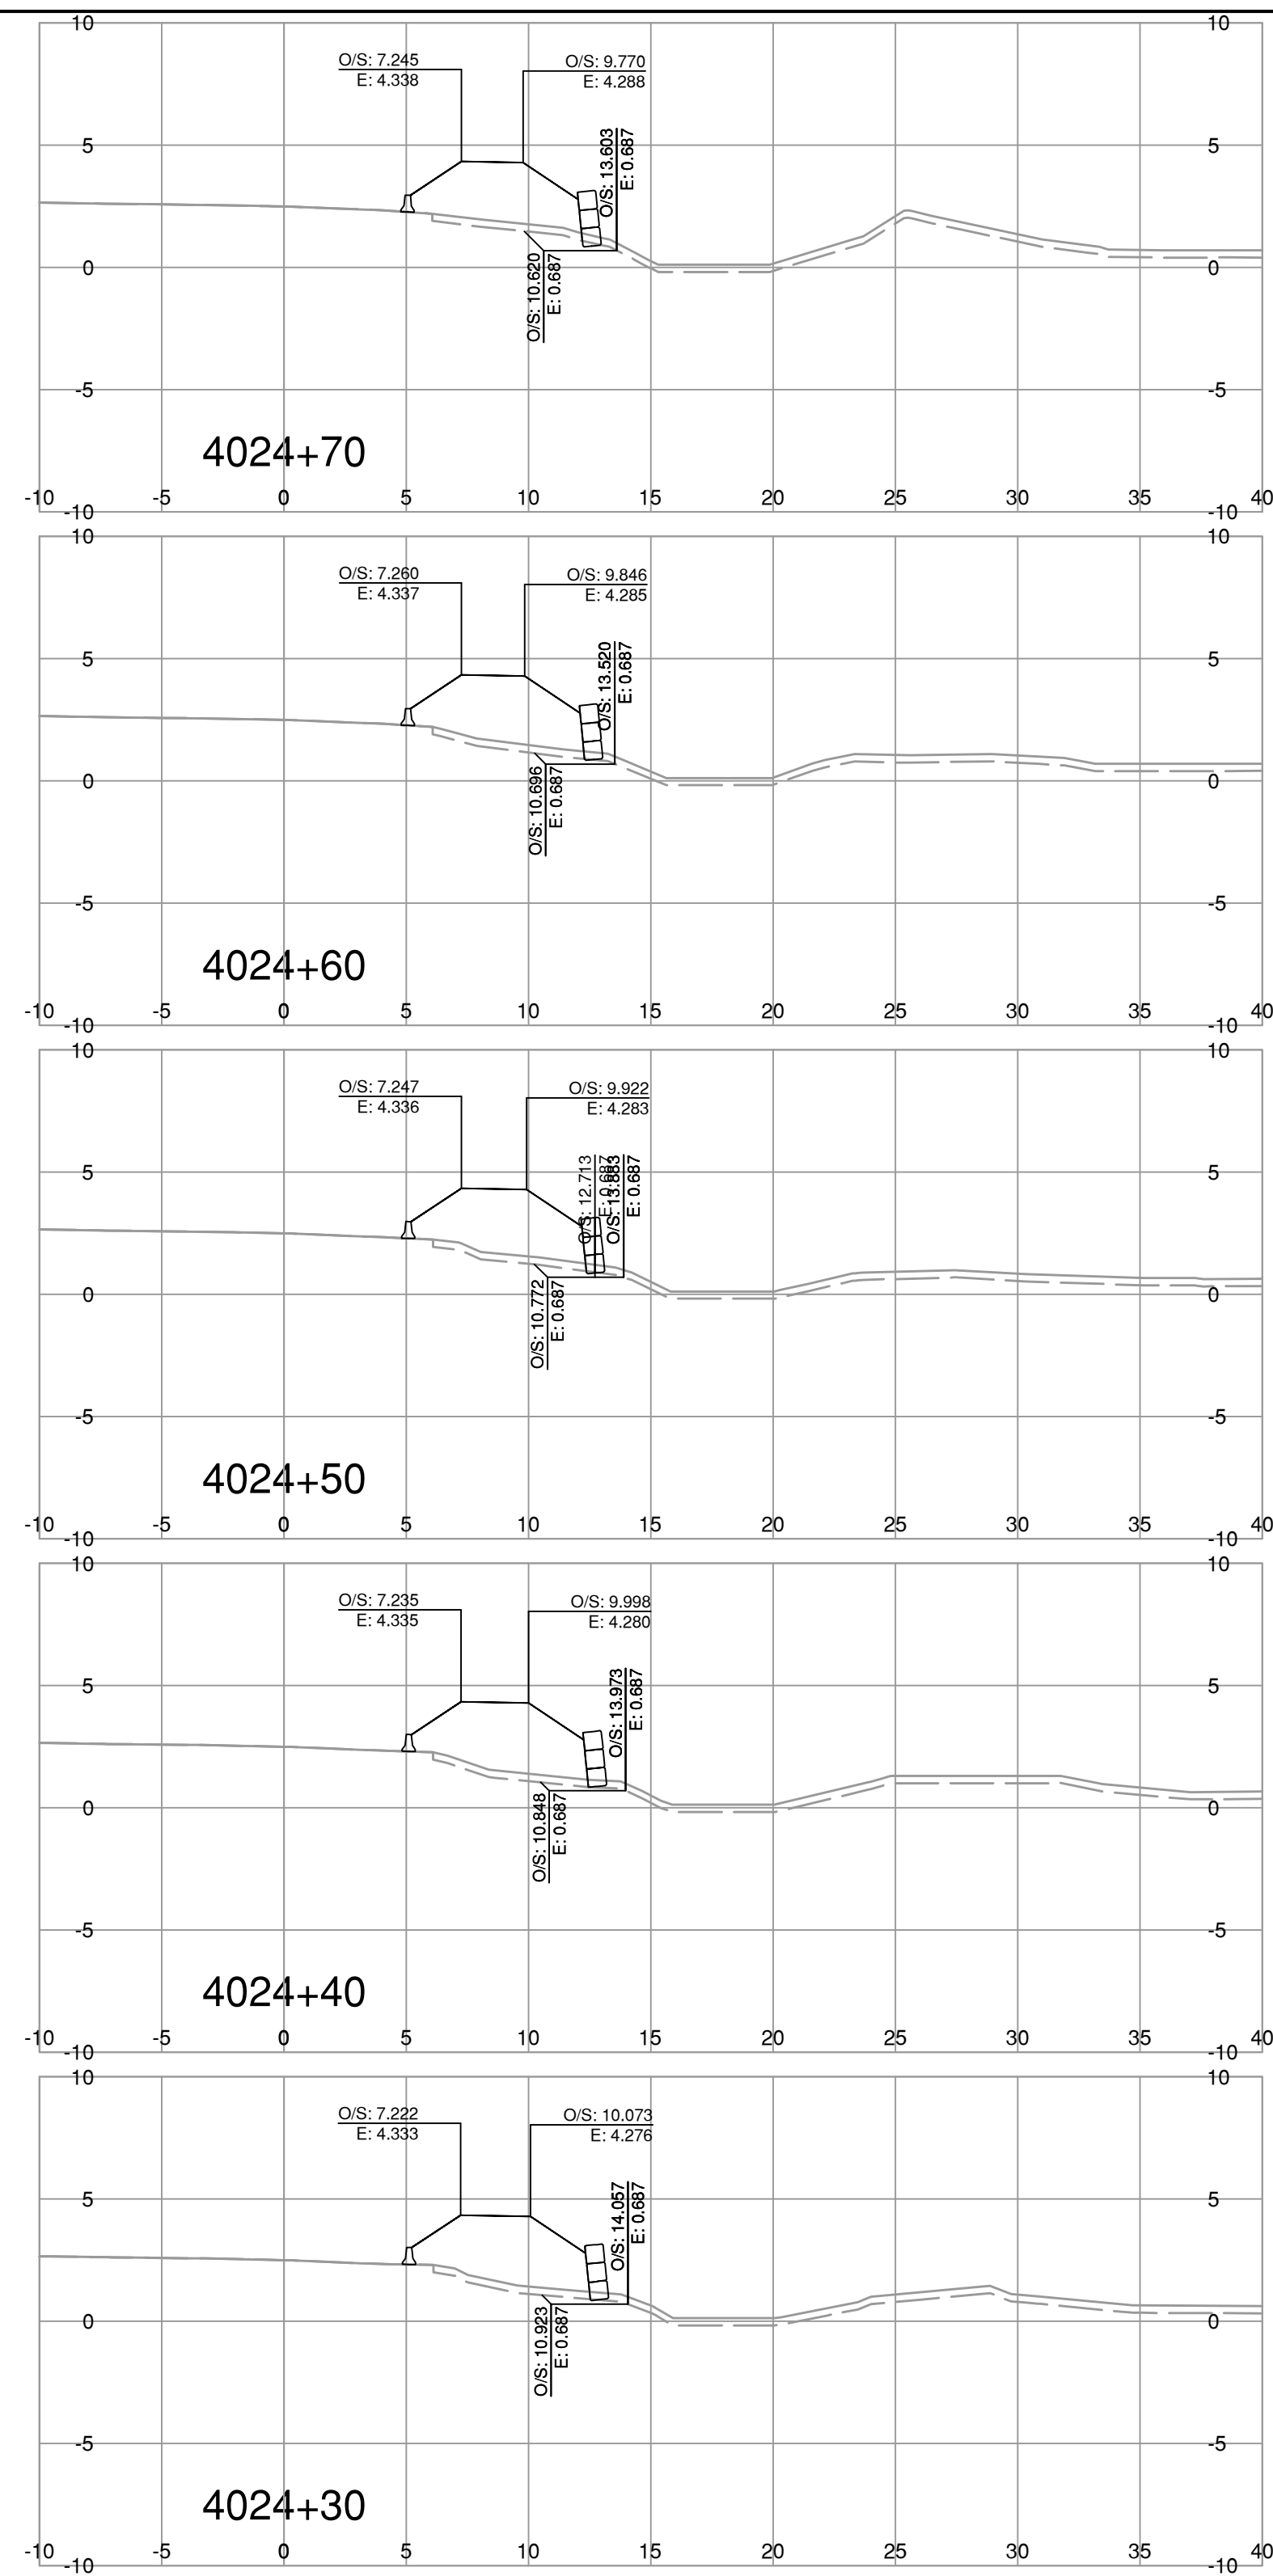 10 10
O/S: 7.245 O/S: 9.770
E: 4.338 E: 4.288
O/S: 13.603
E: 0.687
5 5
0 0
O/S: 10.620
E: 0.687
-5 -5
4024+70
-10 -5 0 5 10 15 20 25 30 35 40
-10 -10
10 10
O/S: 7.260 O/S: 9.846
E: 4.337 E: 4.285
O/S: 13.520
E: 0.687
5 5
0 0
O/S: 10.696
E: 0.687
-5 -5
4024+60
-10 -5 0 5 10 15 20 25 30 35 40
-10 -10
10 10
O/S: 7.247 O/S: 9.922
E: 4.336 E: 4.283
O/S: 12.713
E: 0.687
O/S: 13.883
E: 0.687
5 5
0 0
O/S: 10.772
E: 0.687
-5 -5
4024+50
-10 -5 0 5 10 15 20 25 30 35 40
-10 -10
10 10
O/S: 7.235 O/S: 9.998
E: 4.335 E: 4.280
O/S: 13.973
E: 0.687
5 5
0 0
O/S: 10.848
E: 0.687
-5 -5
4024+40
-10 -5 0 5 10 15 20 25 30 35 40
-10 -10
10 10
O/S: 7.222 O/S: 10.073
E: 4.333 E: 4.276
O/S: 14.057
E: 0.687
5 5
0 0
O/S: 10.923
E: 0.687
-5 -5
4024+30
-10 -5 0 5 10 15 20 25 30 35 40
-10 -10